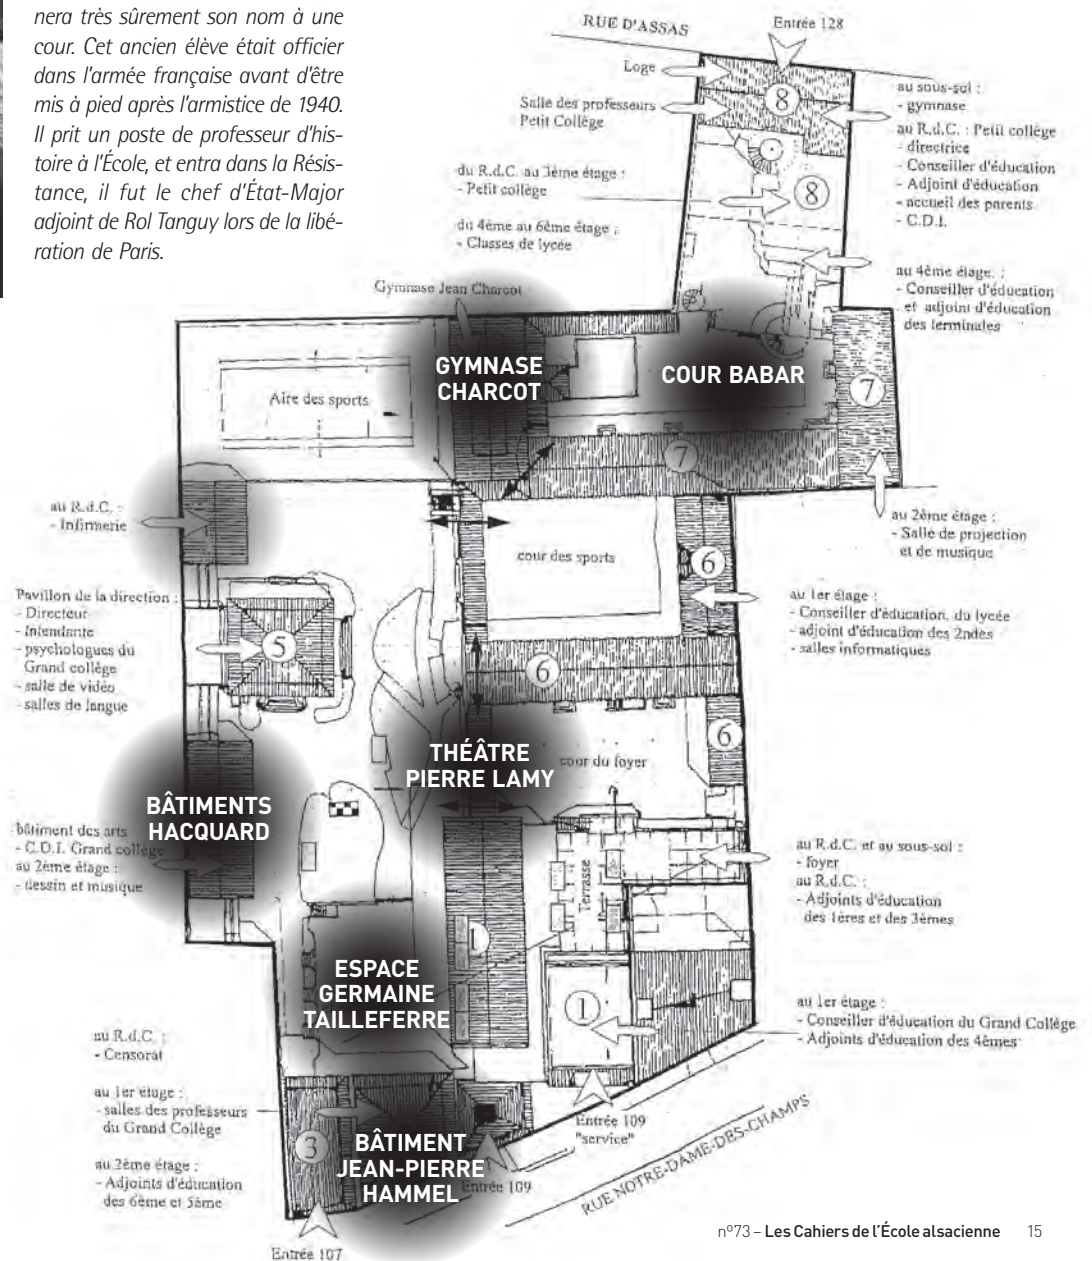 nera très sûrement son nom à une
cour. Cet ancien élève était officier
dans l'armée française avant d'être
mis à pied après l'armistice de 1940.
Il prit un poste de professeur d'his-
toire à l'École, et entra dans la Résis-
tance, il fut le chef d'État-Major
adjoint de Rol Tanguy lors de la libé-
ration de Paris.
RUE D'ASSAS
Entrée 128
Loge
Salle des professeurs
Petit Collège
8
au sous-sol :
- gymnase
au R.d.C. : Petit collège
- directrice
- Conseiller d'éducation
- Adjoint d'éducation
- accueil des parents
- C.D.I.
du R.d.C. au 3ème étage :
- Petit collège
du 4ème au 6ème étage :
- Classes de lycée
8
au 4ème étage. :
- Conseiller d'éducation
et adjoint d'éducation
des terminales
Gymnase Jean Charcot
GYMNASE
CHARCOT
COUR BABAR
Aire des sports
7
7
au R.d.C. :
- Infirmerie
cour des sports
6
au 2ème étage :
- Salle de projection
et de musique
Pavillon de la direction :
- Directeur
- Intendante
- psychologues du
Grand collège
- salle de vidéo
- salles de langue
5
au 1er étage :
- Conseiller d'éducation. du lycée
- adjoint d'éducation des 2ndes
- salles informatiques
6
6
THÉÂTRE
PIERRE LAMY
cour du foyer
BÂTIMENTS
HACQUARD
bâtiment des arts
- C.D.I. Grand collège
au 2ème étage :
- dessin et musique
Terrasse
au R.d.C. et au sous-sol :
- foyer
au R.d.C. :
- Adjoints d'éducation
des 1ères et des 3èmes
1
ESPACE
GERMAINE
TAILLEFERRE
1
au 1er étage :
- Conseiller d'éducation du Grand Collège
- Adjoints d'éducation des 4èmes
au R.d.C. :
- Censorat
au 1er étage :
- salles des professeurs
du Grand Collège
au 2ème étage :
- Adjoints d'éducation
des 6ème et 5ème
3
BÂTIMENT
JEAN-PIERRE
HAMMEL
Entrée 109
"service"
Entrée 109
RUE NOTRE-DAME-DES-CHAMPS
Entrée 107
n°73 – Les Cahiers de l'École alsacienne 15